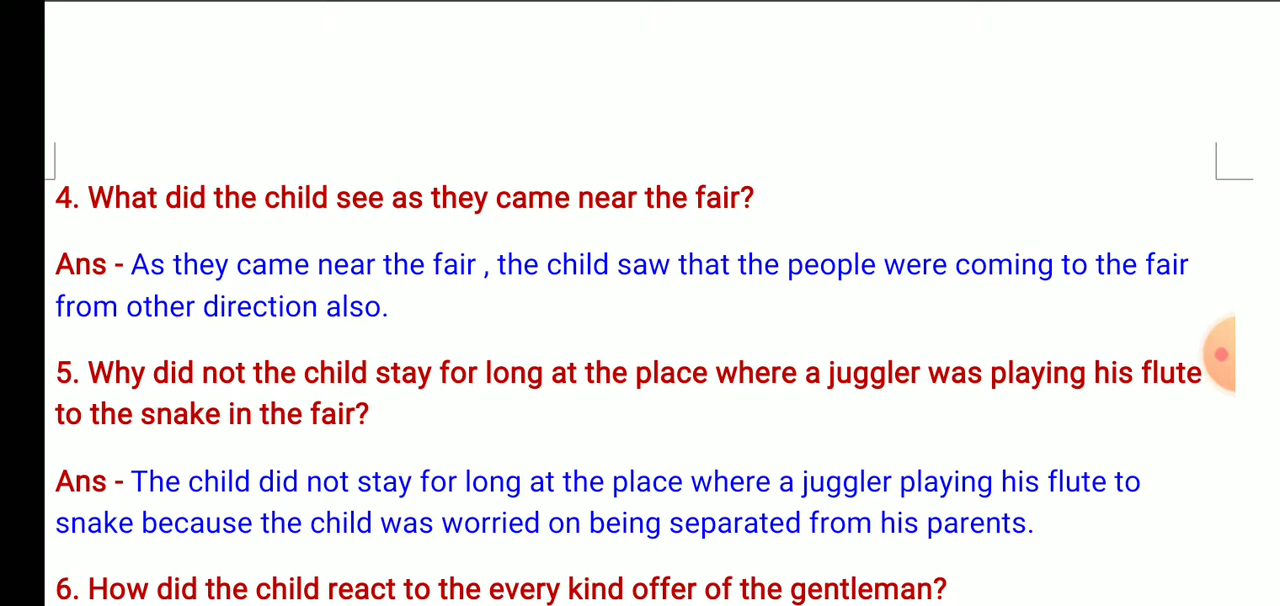 4. What did the child see as they came near the fair?
Ans - As they came near the fair , the child saw that the people were coming to the fair
from other direction also.
5. Why did not the child stay for long at the place where a juggler was playing his flute
to the snake in the fair?
Ans - The child did not stay for long at the place where a juggler playing his flute to
snake because the child was worried on being separated from his parents.
6. How did the child react to the every kind offer of the gentleman?